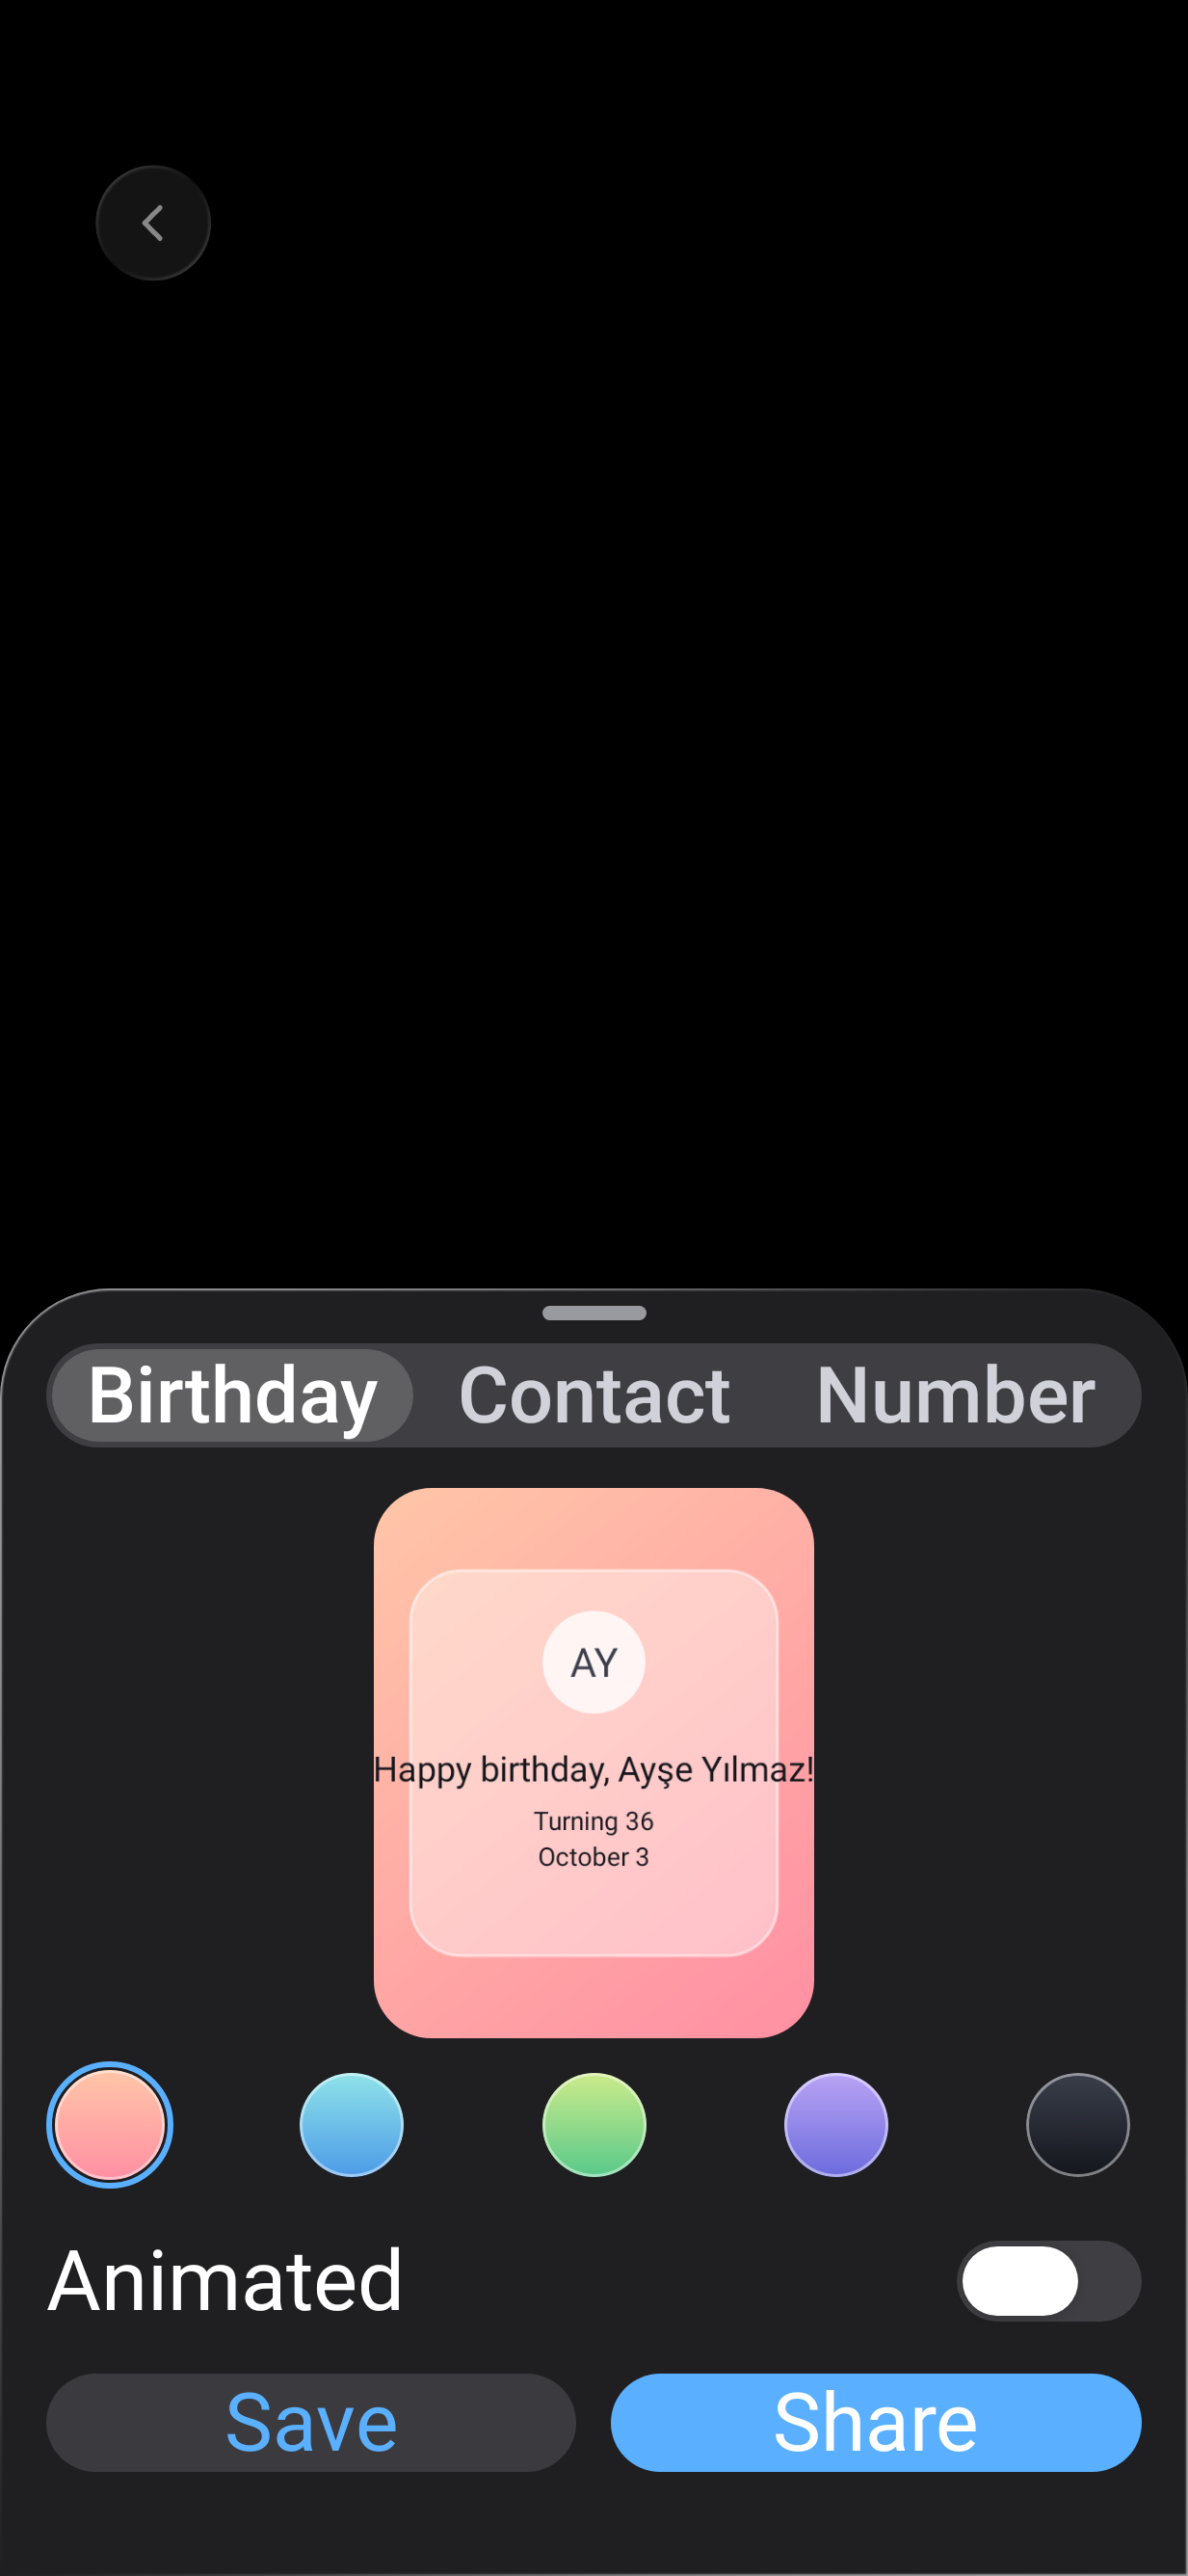 Birthday Contact Number
AY
Happy birthday, Ayşe Yılmaz!
Turning 36
October 3
Animated
Save Share